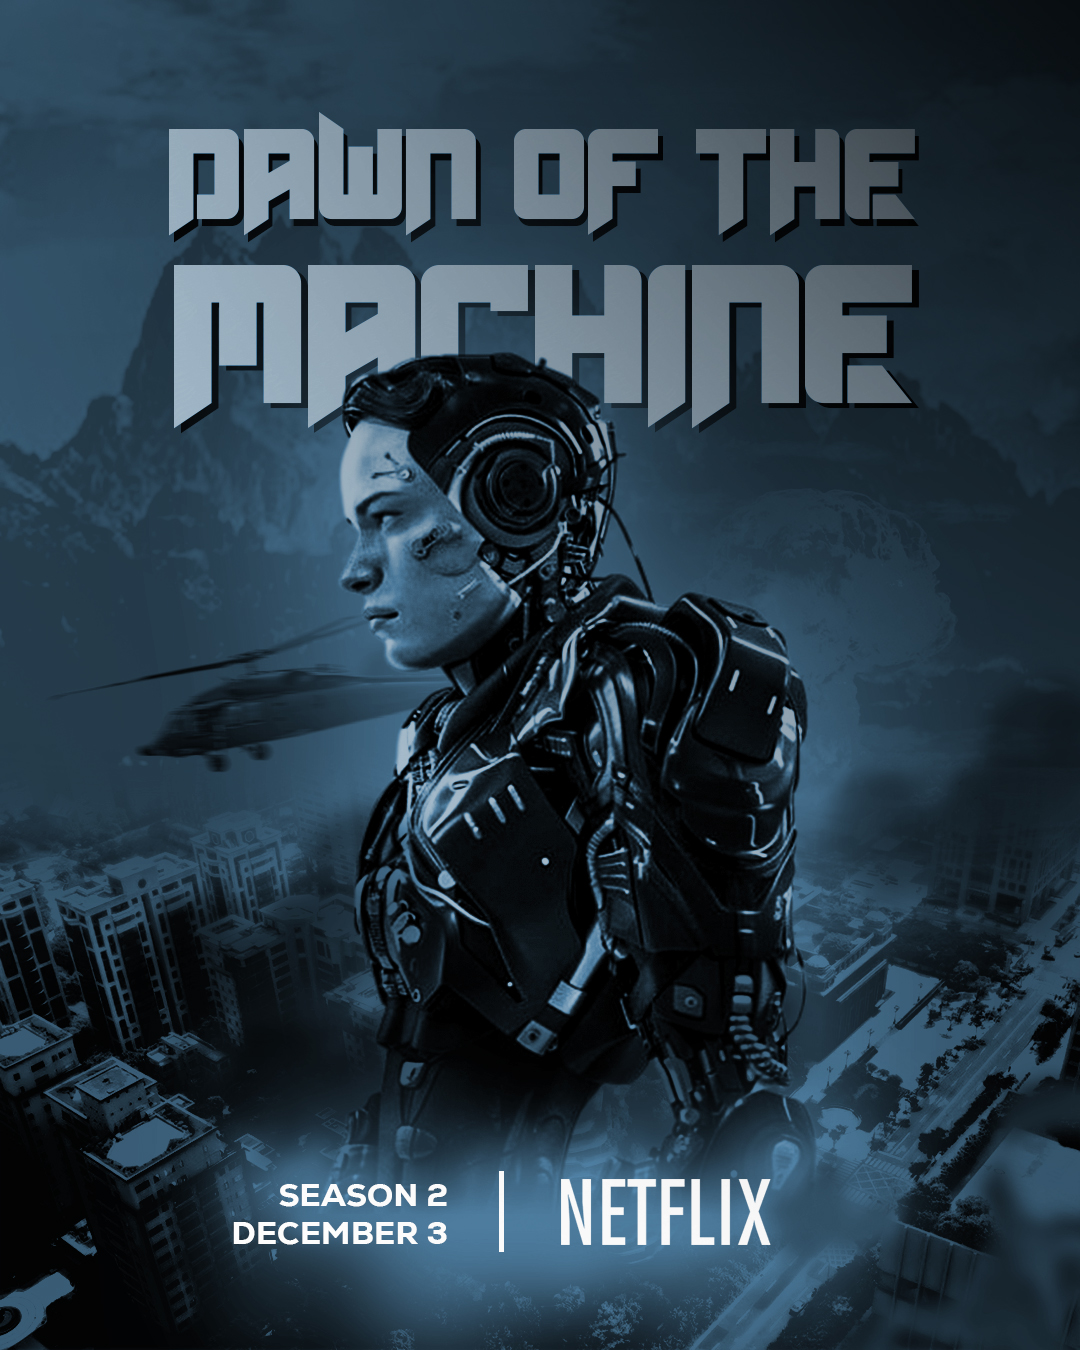 DAWN OF THE
MACHINE
SEASON 2
DECEMBER 3
NETFLIX